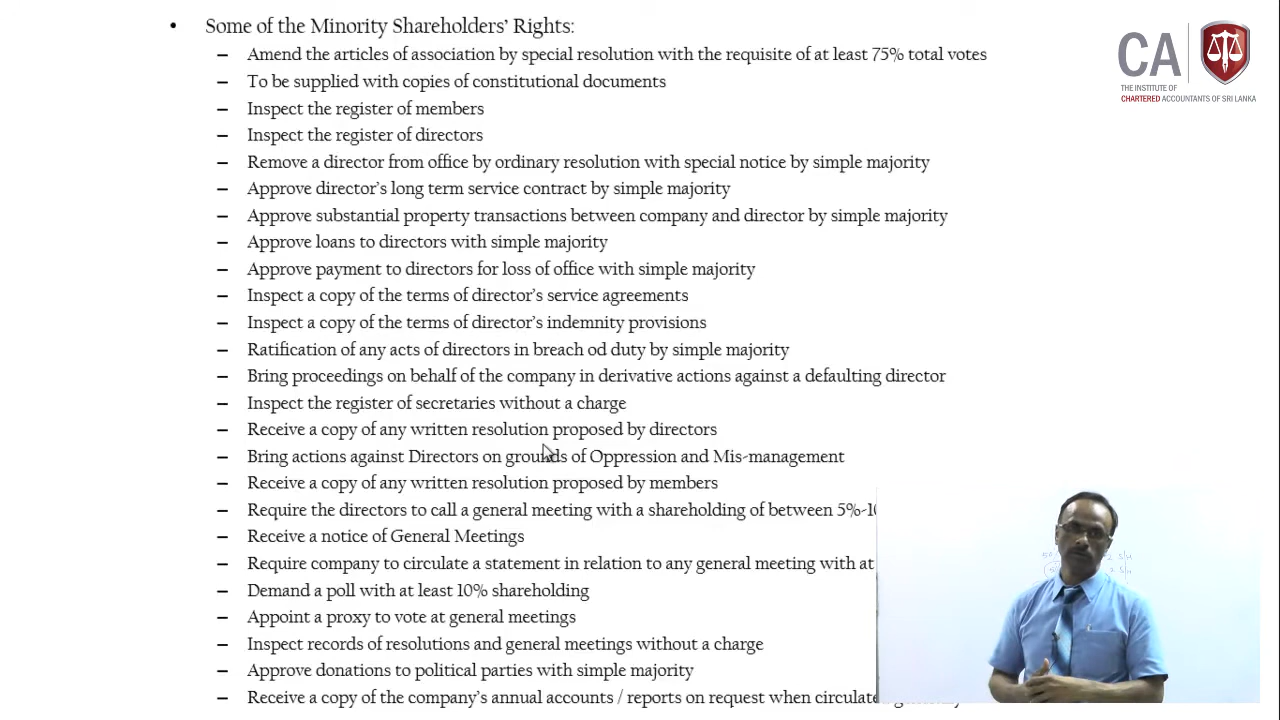 • Some of the Minority Shareholders' Rights:
– Amend the articles of association by special resolution with the requisite of at least 75% total votes
– To be supplied with copies of constitutional documents
– Inspect the register of members
– Inspect the register of directors
– Remove a director from office by ordinary resolution with special notice by simple majority
– Approve director's long term service contract by simple majority
– Approve substantial property transactions between company and director by simple majority
– Approve loans to directors with simple majority
– Approve payment to directors for loss of office with simple majority
– Inspect a copy of the terms of director's service agreements
– Inspect a copy of the terms of director's indemnity provisions
– Ratification of any acts of directors in breach od duty by simple majority
– Bring proceedings on behalf of the company in derivative actions against a defaulting director
– Inspect the register of secretaries without a charge
– Receive a copy of any written resolution proposed by directors
– Bring actions against Directors on grounds of Oppression and Mis-management
– Receive a copy of any written resolution proposed by members
– Require the directors to call a general meeting with a shareholding of between
– Receive a notice of General Meetings
– Require company to circulate a statement in relation to any general meeting with at
– Demand a poll with at least 10% shareholding
– Appoint a proxy to vote at general meetings
– Inspect records of resolutions and general meetings without a charge
– Approve donations to political parties with simple majority
– Receive a copy of the company's annual accounts / reports on request when
CA
THE INSTITUTE OF
CHARTERED ACCOUNTANTS OF SRI LANKA